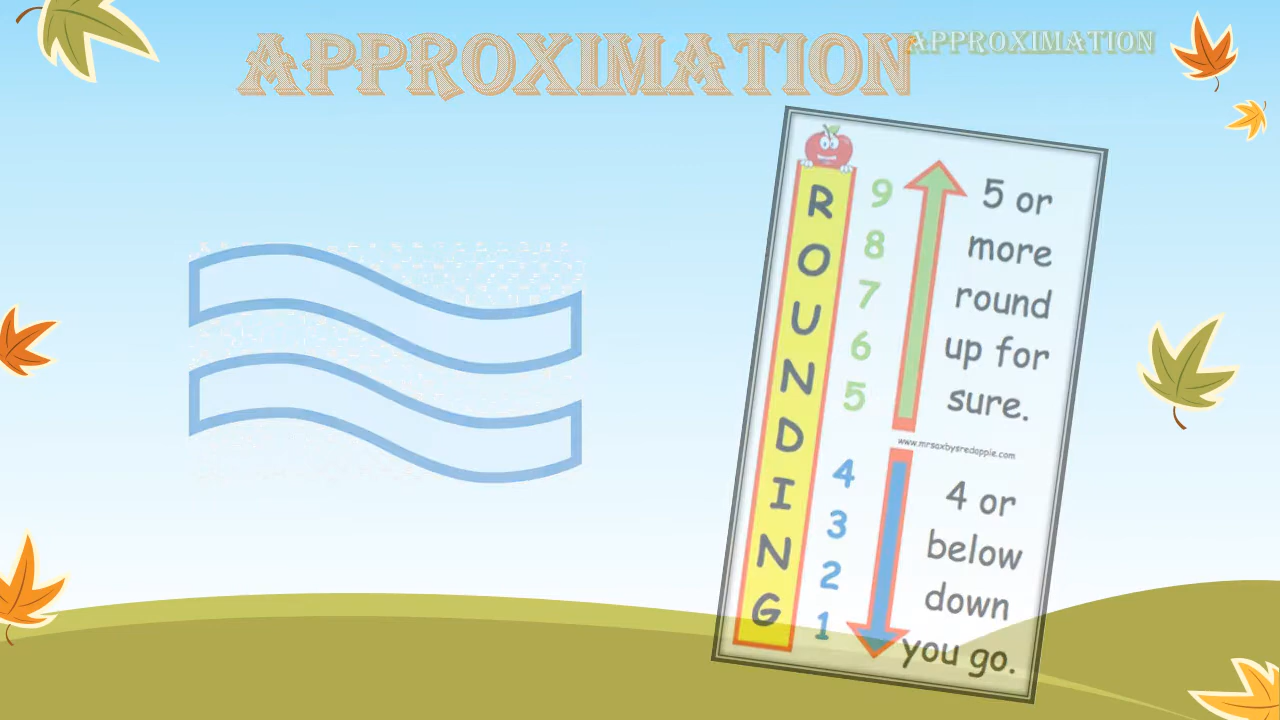 APPROXIMATION
APPROXIMATION
ROUNDING
9
8
7
6
5
5 or
more
round
up for
sure.
www.mrsaxbysredapple.com
4
3
2
1
4 or
below
down
you go.